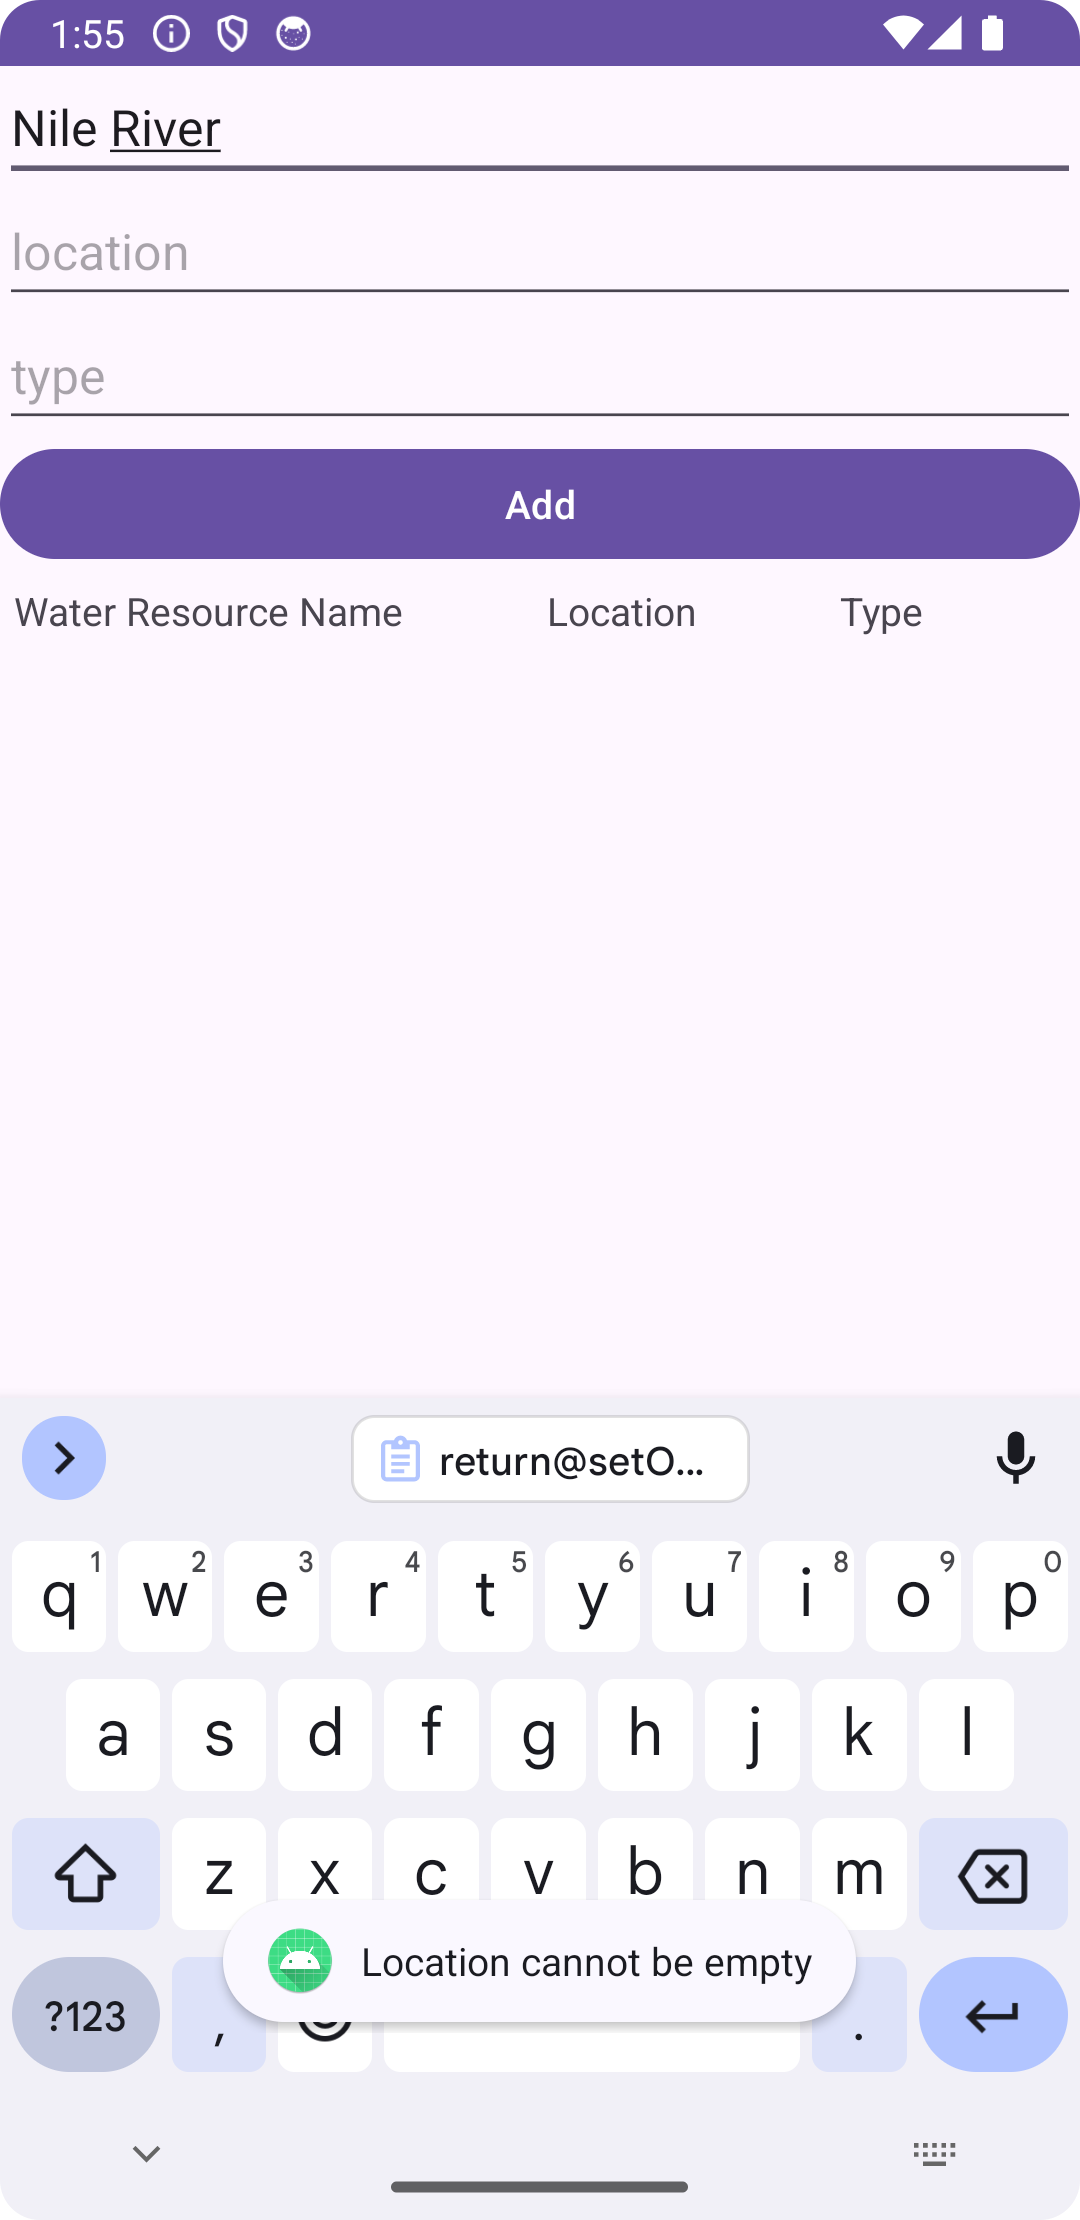 1:55
Nile River
location
type
Add
Water Resource Name Location Type
return@setO...
q 1 w 2 e 3 r 4 t 5 y 6 u 7 i 8 o 9 p 0
a s d f g h j k l
z x c v b n m
Location cannot be empty
?123 , .